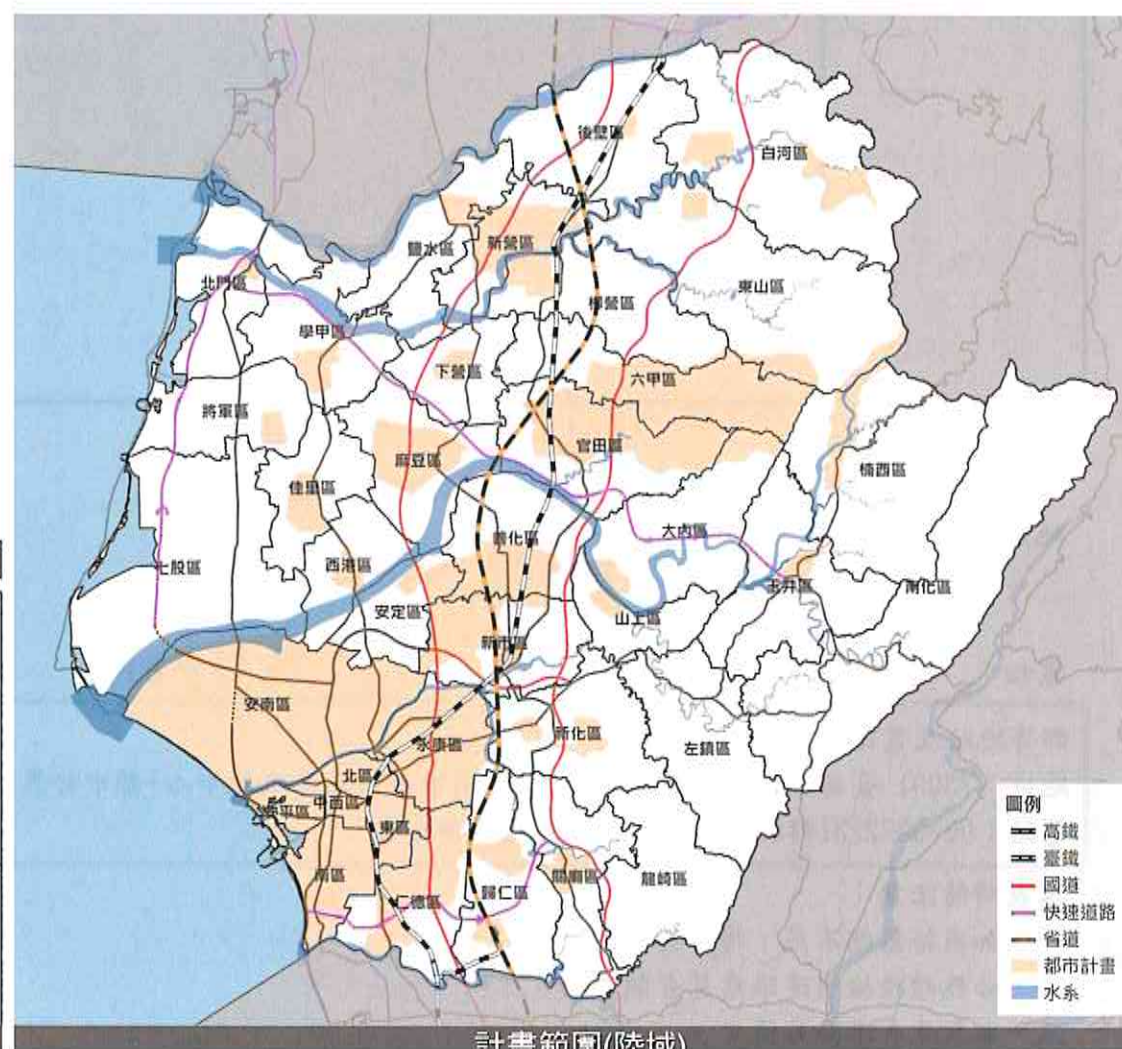 後壁區
白河區
鹽水區
新營區
北門區
東山區
柳營區
學甲區
下營區
六甲區
將軍區
官田區
麻豆區
楠西區
佳里區
大內區
善化區
西港區
七股區
玉井區
南化區
安定區
山上區
新市區
安南區
新化區
永康區
左鎮區
北區
中西區
安平區
東區
南區
關廟區
龍崎區
歸仁區
仁德區
圖例
高鐵
臺鐵
國道
快速道路
省道
都市計畫
水系
計畫範圍(陸域)